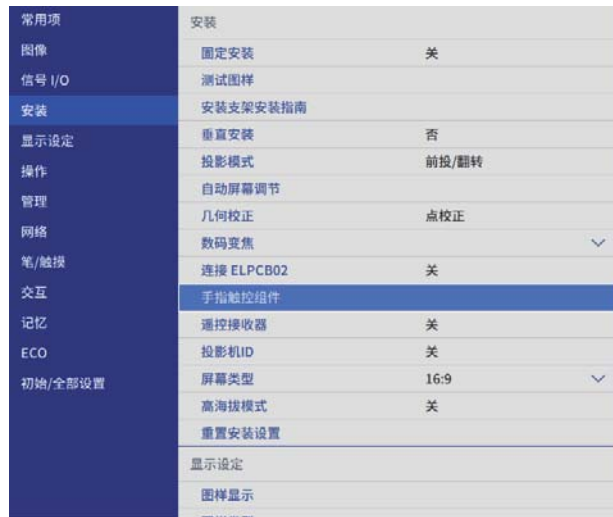 常用项
图像
信号 I/O
安装
显示设定
操作
管理
网络
笔/触摸
交互
记忆
ECO
初始/全部设置
安装
固定安装 关
测试图样
安装支架安装指南
垂直安装 否
投影模式 前投/翻转
自动屏幕调节
几何校正 点校正
数码变焦
连接 ELPCB02 关
手指触控组件
遥控接收器 关
投影机ID 关
屏幕类型 16:9
高海拔模式 关
重置安装设置
显示设定
图样显示